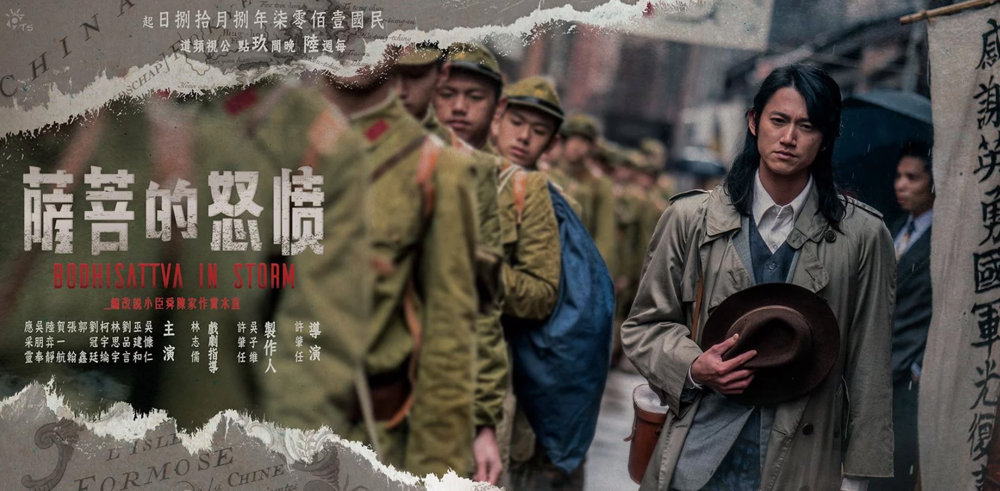 民國壹佰零柒年捌月拾捌日起
每週陸晚間玖點 公視頻道
憤怒的菩薩
BODHISATTVA IN STORM
直木賞作家陳舜臣小說改編_
導演
許肇任
製作人
吳子維
許肇任
戲劇指導
林志儒
主演
吳慷仁
巫建和
劉品言
林思宇
柯宇綸
劉冠廷
郭鑫
張翰
賀一航
陸弈靜
吳朋奉
應采靈
感謝英勇國軍光復
CHINA
L'ISLE
FORMOSE
de la CHINE